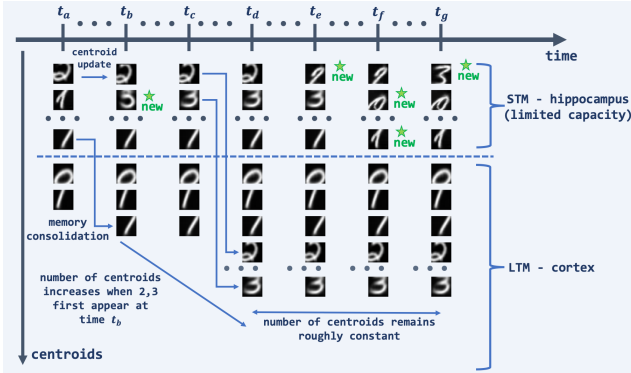 t_a t_b t_c t_d t_e t_f t_g
time
centroid
update
new
new
new
new
new
STM - hippocampus
(limited capacity)
memory
consolidation
number of centroids
increases when 2,3
first appear at
time t_b
LTM - cortex
number of centroids remains
roughly constant
centroids